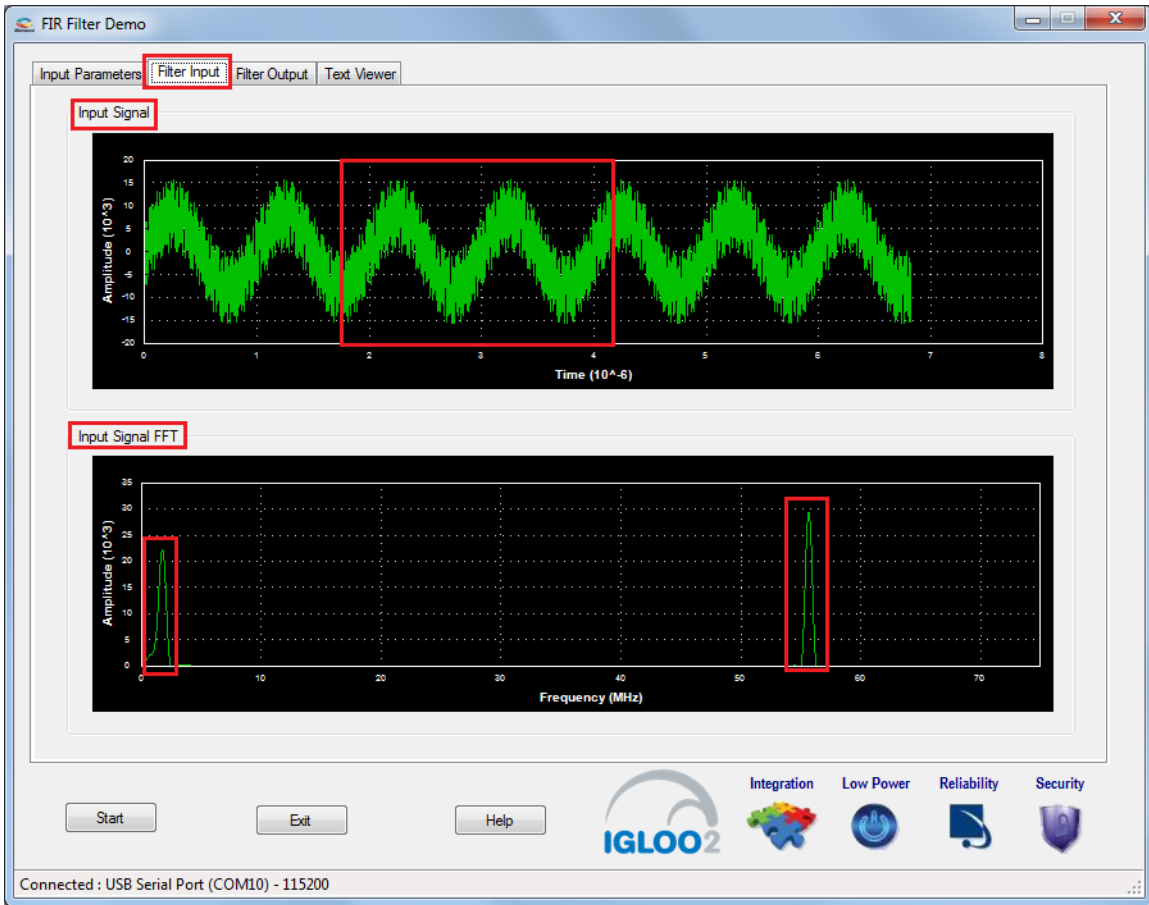 FIR Filter Demo
Input Parameters Filter Input Filter Output Text Viewer
Input Signal
20
15
10
5
0
-5
-10
-15
-20
Amplitude (10^3)
0 1 2 3 4 5 6 7 8
Time (10^-6)
Input Signal FFT
35
30
25
20
15
10
5
0
Amplitude (10^3)
0 10 20 30 40 50 60 70
Frequency (MHz)
Start Exit Help
IGLOO2
Integration Low Power Reliability Security
Connected : USB Serial Port (COM10) - 115200